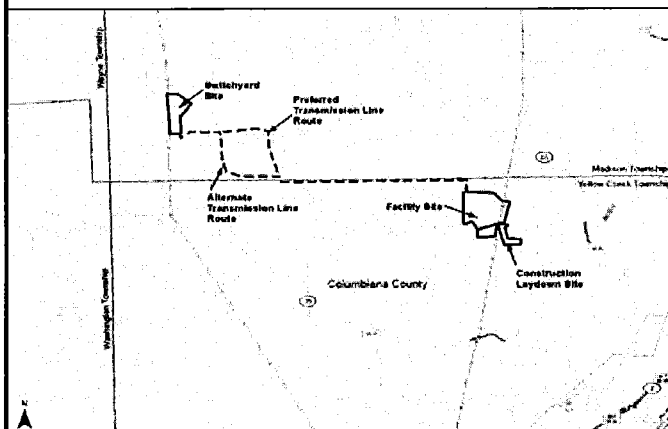 Wayne Township
Switchyard
Site
Preferred
Transmission Line
Route
Madison Township
Yellow Creek Township
Alternate
Transmission Line
Route
Facility Site
Washington Township
Columbiana County
Construction
Laydown Site